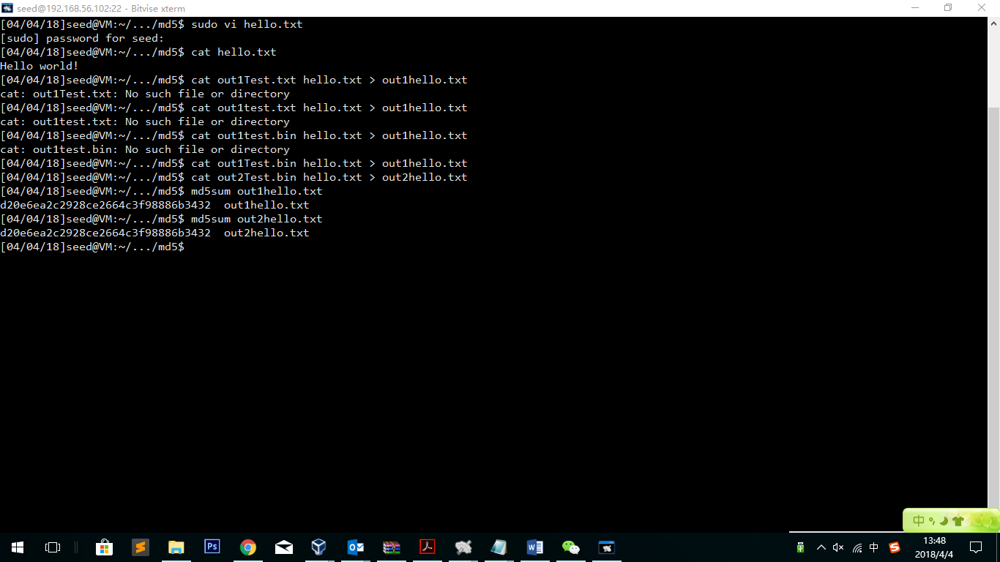 seed@192.168.56.102:22 - Bitvise xterm
[04/04/18]seed@VM:~/.../md5$ sudo vi hello.txt
[sudo] password for seed:
[04/04/18]seed@VM:~/.../md5$ cat hello.txt
Hello world!
[04/04/18]seed@VM:~/.../md5$ cat out1Test.txt hello.txt > out1hello.txt
cat: out1Test.txt: No such file or directory
[04/04/18]seed@VM:~/.../md5$ cat out1test.txt hello.txt > out1hello.txt
cat: out1test.txt: No such file or directory
[04/04/18]seed@VM:~/.../md5$ cat out1test.bin hello.txt > out1hello.txt
cat: out1test.bin: No such file or directory
[04/04/18]seed@VM:~/.../md5$ cat out1Test.bin hello.txt > out1hello.txt
[04/04/18]seed@VM:~/.../md5$ cat out2Test.bin hello.txt > out2hello.txt
[04/04/18]seed@VM:~/.../md5$ md5sum out1hello.txt
d20e6ea2c2928ce2664c3f98886b3432  out1hello.txt
[04/04/18]seed@VM:~/.../md5$ md5sum out2hello.txt
d20e6ea2c2928ce2664c3f98886b3432  out2hello.txt
[04/04/18]seed@VM:~/.../md5$
中
Ps
中
13:48
2018/4/4